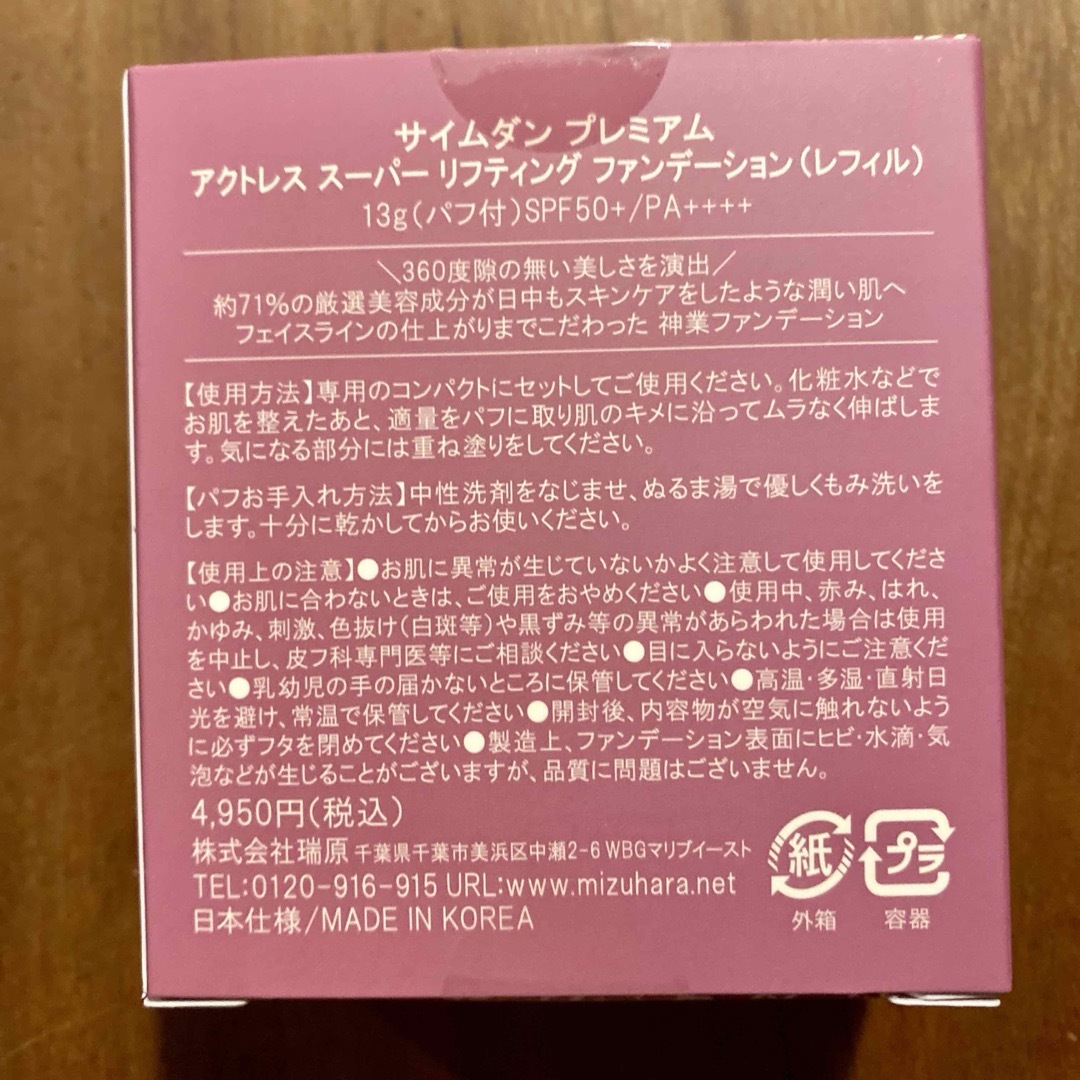 サイムダン プレミアム
アクトレス スーパー リフティング ファンデーション(レフィル)
13g(パフ付)SPF50+/PA++++
＼360度隙の無い美しさを演出／
約71%の厳選美容成分が日中もスキンケアをしたような潤い肌へ
フェイスラインの仕上がりまでこだわった 神業ファンデーション
【使用方法】専用のコンパクトにセットしてご使用ください。化粧水などで
お肌を整えたあと、適量をパフに取り肌のキメに沿ってムラなく伸ばしま
す。気になる部分には重ね塗りをしてください。
【パフお手入れ方法】中性洗剤をなじませ、ぬるま湯で優しくもみ洗いを
します。十分に乾かしてからお使いください。
【使用上の注意】●お肌に異常が生じていないかよく注意して使用してくださ
い●お肌に合わないときは、ご使用をおやめください●使用中、赤み、はれ、
かゆみ、刺激、色抜け(白斑等)や黒ずみ等の異常があらわれた場合は使用
を中止し、皮フ科専門医等にご相談ください●目に入らないようにご注意くだ
さい●乳幼児の手の届かないところに保管してください●高温・多湿・直射日
光を避け、常温で保管してください●開封後、内容物が空気に触れないよう
に必ずフタを閉めてください●製造上、ファンデーション表面にヒビ・水滴・気
泡などが生じることがございますが、品質に問題はございません。
4,950円(税込)
株式会社瑞原 千葉県千葉市美浜区中瀬2-6 WBGマリブイースト
TEL:0120-916-915 URL:www.mizuhara.net
日本仕様/MADE IN KOREA
紙 プラ
外箱 容器